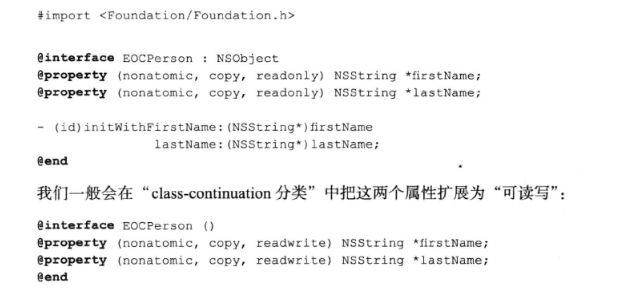 #import <Foundation/Foundation.h>
@interface EOCPerson : NSObject
@property (nonatomic, copy, readonly) NSString *firstName;
@property (nonatomic, copy, readonly) NSString *lastName;
- (id)initWithFirstName:(NSString*)firstName
lastName:(NSString*)lastName;
@end
我们一般会在“class-continuation 分类”中把这两个属性扩展为“可读写”：
@interface EOCPerson ()
@property (nonatomic, copy, readwrite) NSString *firstName;
@property (nonatomic, copy, readwrite) NSString *lastName;
@end